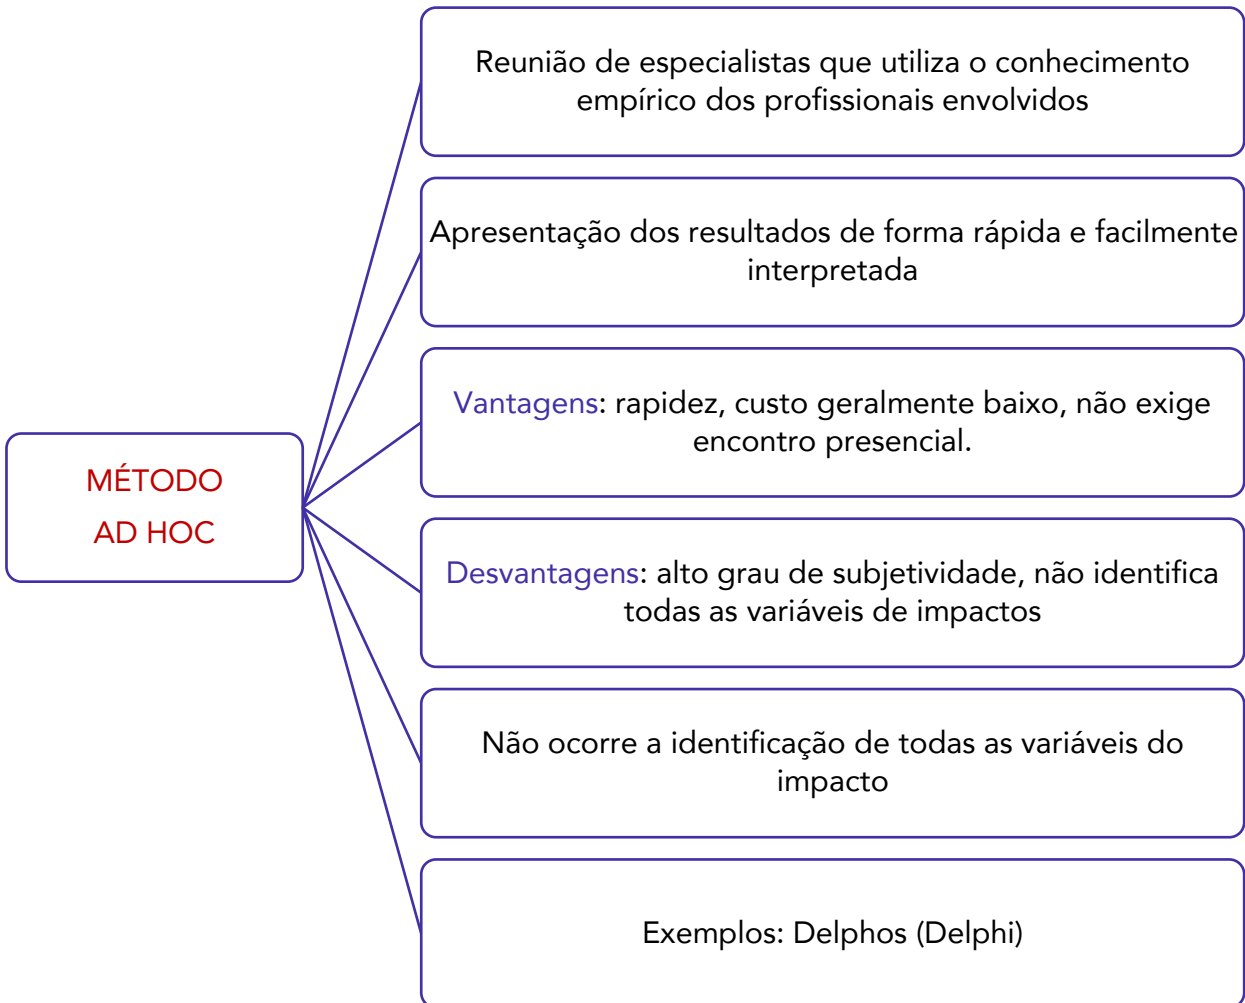 Reunião de especialistas que utiliza o conhecimento
empírico dos profissionais envolvidos
Apresentação dos resultados de forma rápida e facilmente
interpretada
Vantagens: rapidez, custo geralmente baixo, não exige
encontro presencial.
MÉTODO
AD HOC
Desvantagens: alto grau de subjetividade, não identifica
todas as variáveis de impactos
Não ocorre a identificação de todas as variáveis do
impacto
Exemplos: Delphos (Delphi)